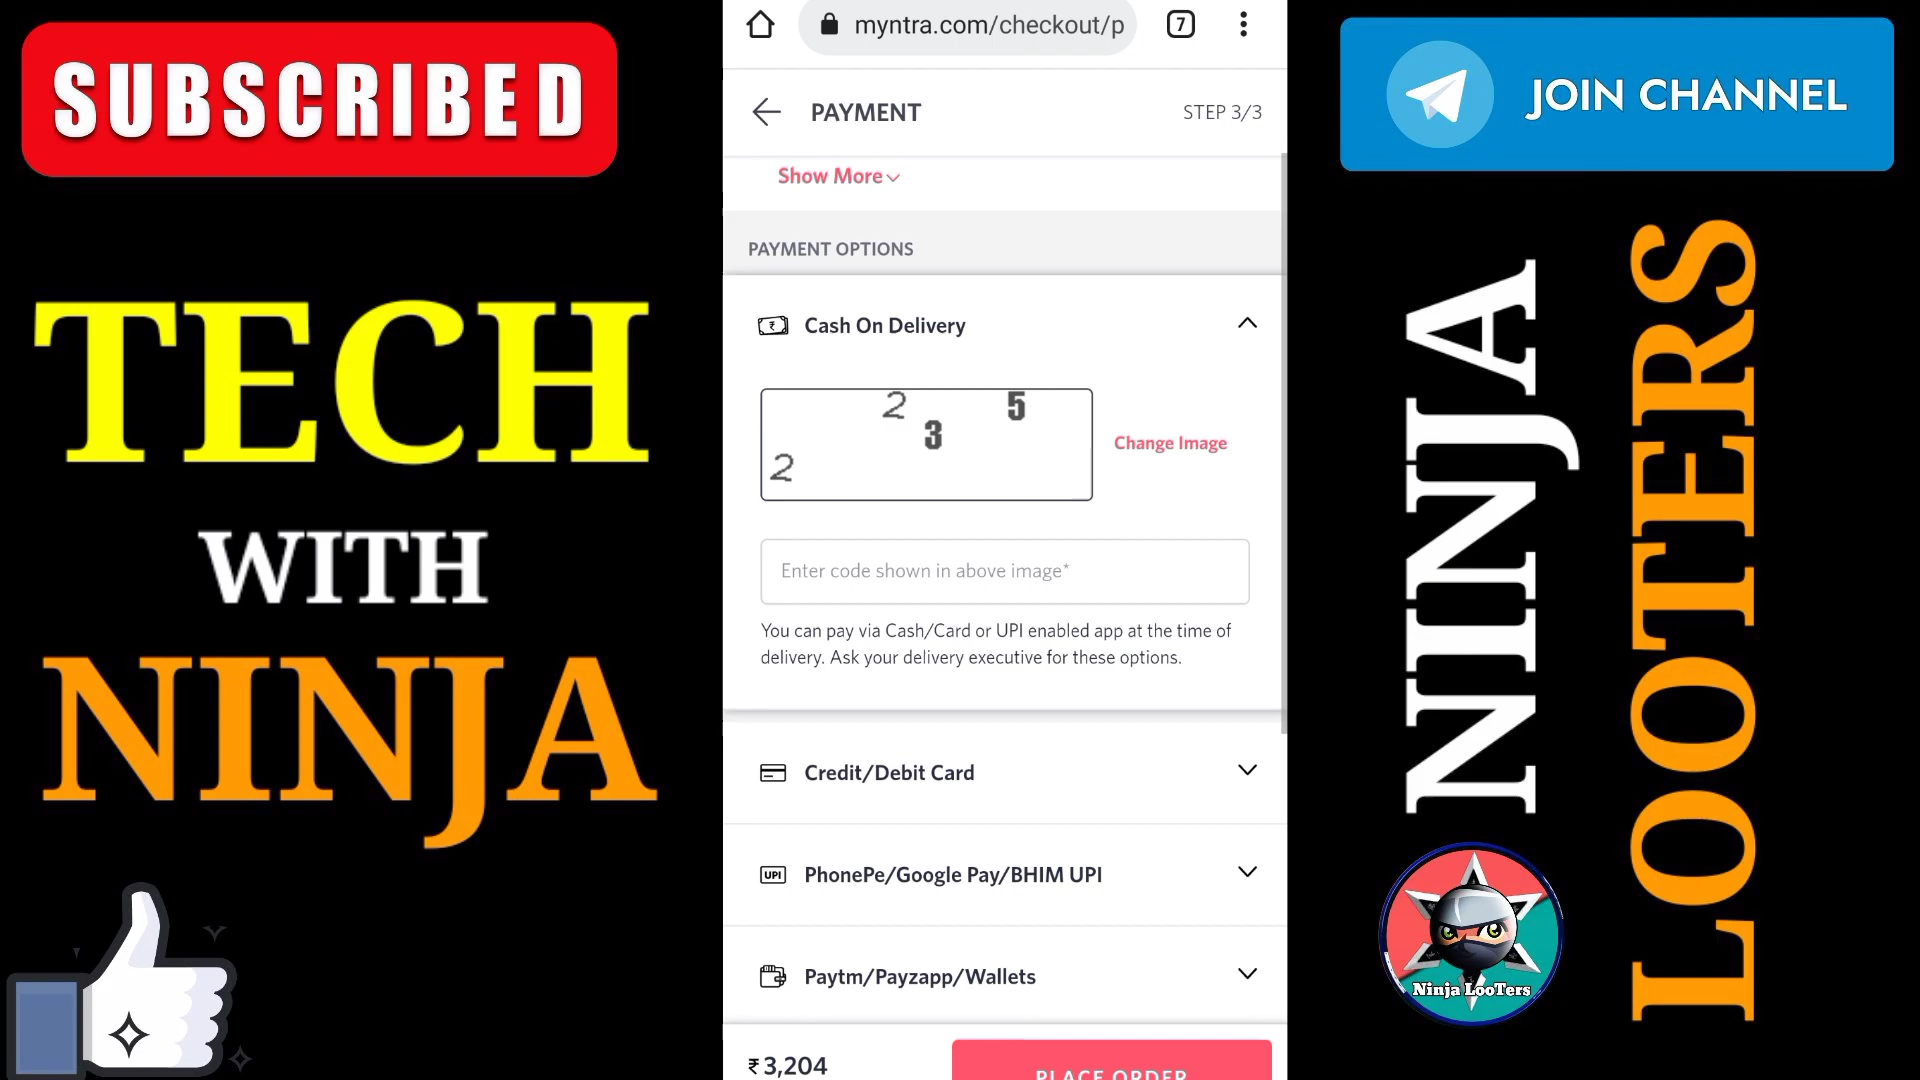 SUBSCRIBED
TECH
WITH
NINJA
myntra.com/checkout/p
7
PAYMENT
STEP 3/3
Show More
PAYMENT OPTIONS
₹
Cash On Delivery
2 2 3 5
Change Image
Enter code shown in above image*
You can pay via Cash/Card or UPI enabled app at the time of
delivery. Ask your delivery executive for these options.
Credit/Debit Card
UPI
PhonePe/Google Pay/BHIM UPI
Paytm/Payzapp/Wallets
₹3,204
PLACE ORDER
JOIN CHANNEL
NINJA
LOOTERS
Ninja LooTers